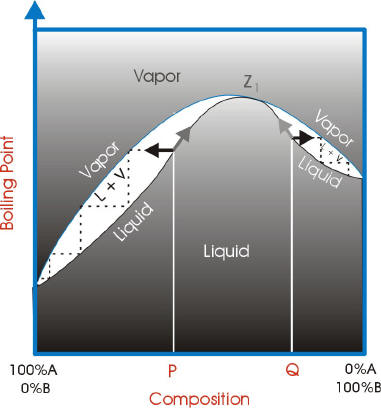 Vapor
Z1
Vapor
L + V
Liquid
Vapor
+ V
Liquid
Boiling Point
Liquid
100%A
0%B
P
Q
0%A
100%B
Composition